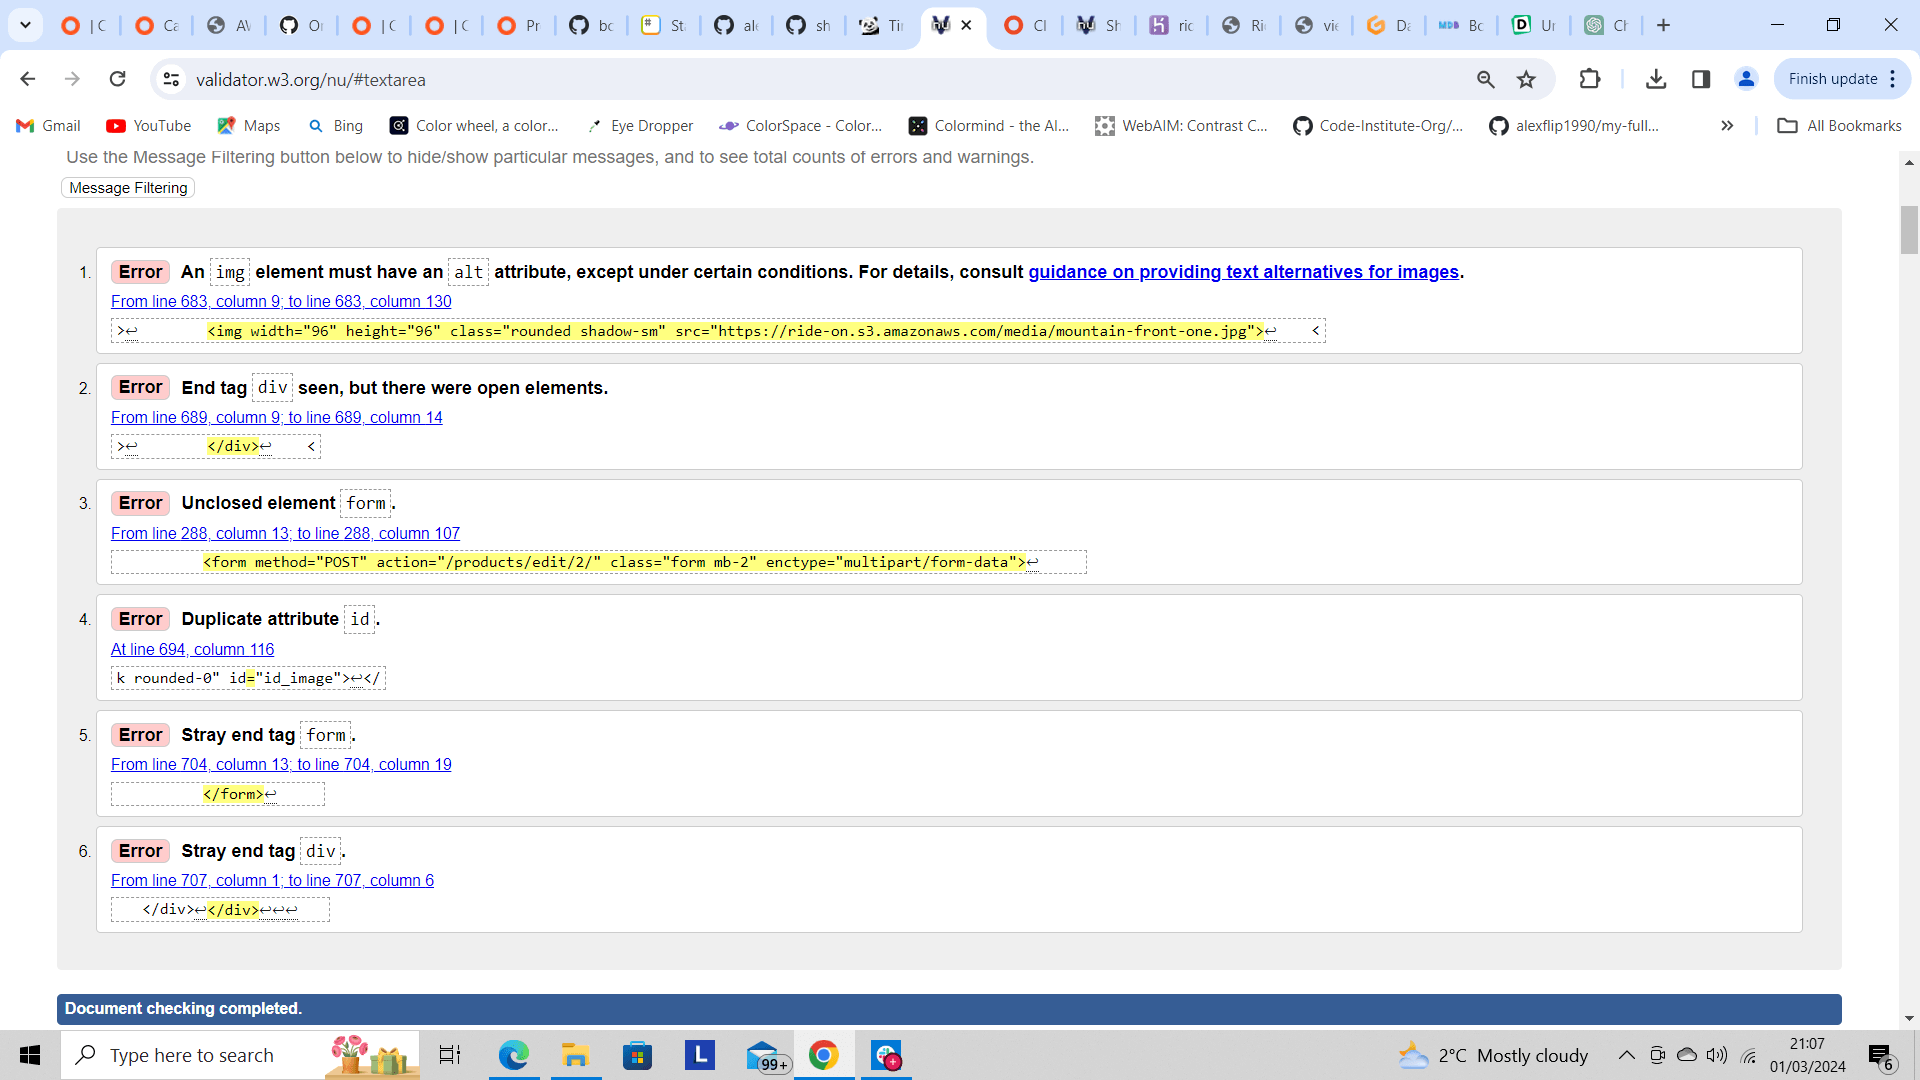 | C
Ca
AV
Or
| C
| C
Pr
bc
St
ale
sh
Tir
Cl
Sh
ric
Ri
vie
Da
Bc
Ur
Ch
validator.w3.org/nu/#textarea
Finish update
Gmail
YouTube
Maps
Bing
Color wheel, a color...
Eye Dropper
ColorSpace - Color...
Colormind - the AI...
WebAIM: Contrast C...
Code-Institute-Org/...
alexflip1990/my-full...
All Bookmarks
Use the Message Filtering button below to hide/show particular messages, and to see total counts of errors and warnings.
Message Filtering
1. Error An img element must have an alt attribute, except under certain conditions. For details, consult guidance on providing text alternatives for images.
From line 683, column 9; to line 683, column 130
>↩ <img width="96" height="96" class="rounded shadow-sm" src="https://ride-on.s3.amazonaws.com/media/mountain-front-one.jpg">↩ <
2. Error End tag div seen, but there were open elements.
From line 689, column 9; to line 689, column 14
>↩ </div>↩ <
3. Error Unclosed element form.
From line 288, column 13; to line 288, column 107
<form method="POST" action="/products/edit/2/" class="form mb-2" enctype="multipart/form-data">↩
4. Error Duplicate attribute id.
At line 694, column 116
k rounded-0" id="id_image">↩</
5. Error Stray end tag form.
From line 704, column 13; to line 704, column 19
</form>↩
6. Error Stray end tag div.
From line 707, column 1; to line 707, column 6
</div>↩</div>↩↩↩
Document checking completed.
Type here to search
L
99+
2°C Mostly cloudy
21:07
01/03/2024
6